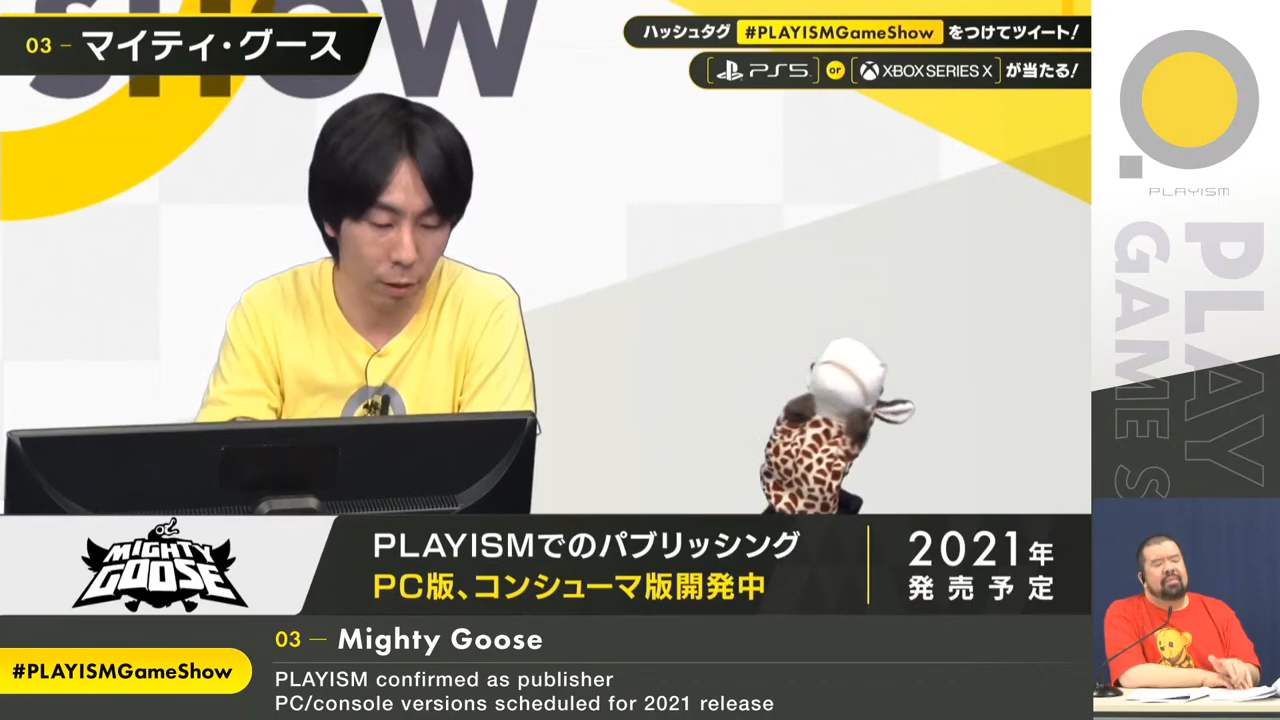 SHOW
03 – マイティ・グース
ハッシュタグ #PLAYISMGameShow をつけてツイート!
PS5 or XBOX SERIES X が当たる!
PLAYISM
PLAY
GAME S
MIGHTY
GOOSE
PLAYISMでのパブリッシング
PC版、コンシューマ版開発中
2021年
発売予定
03 — Mighty Goose
#PLAYISMGameShow
PLAYISM confirmed as publisher
PC/console versions scheduled for 2021 release